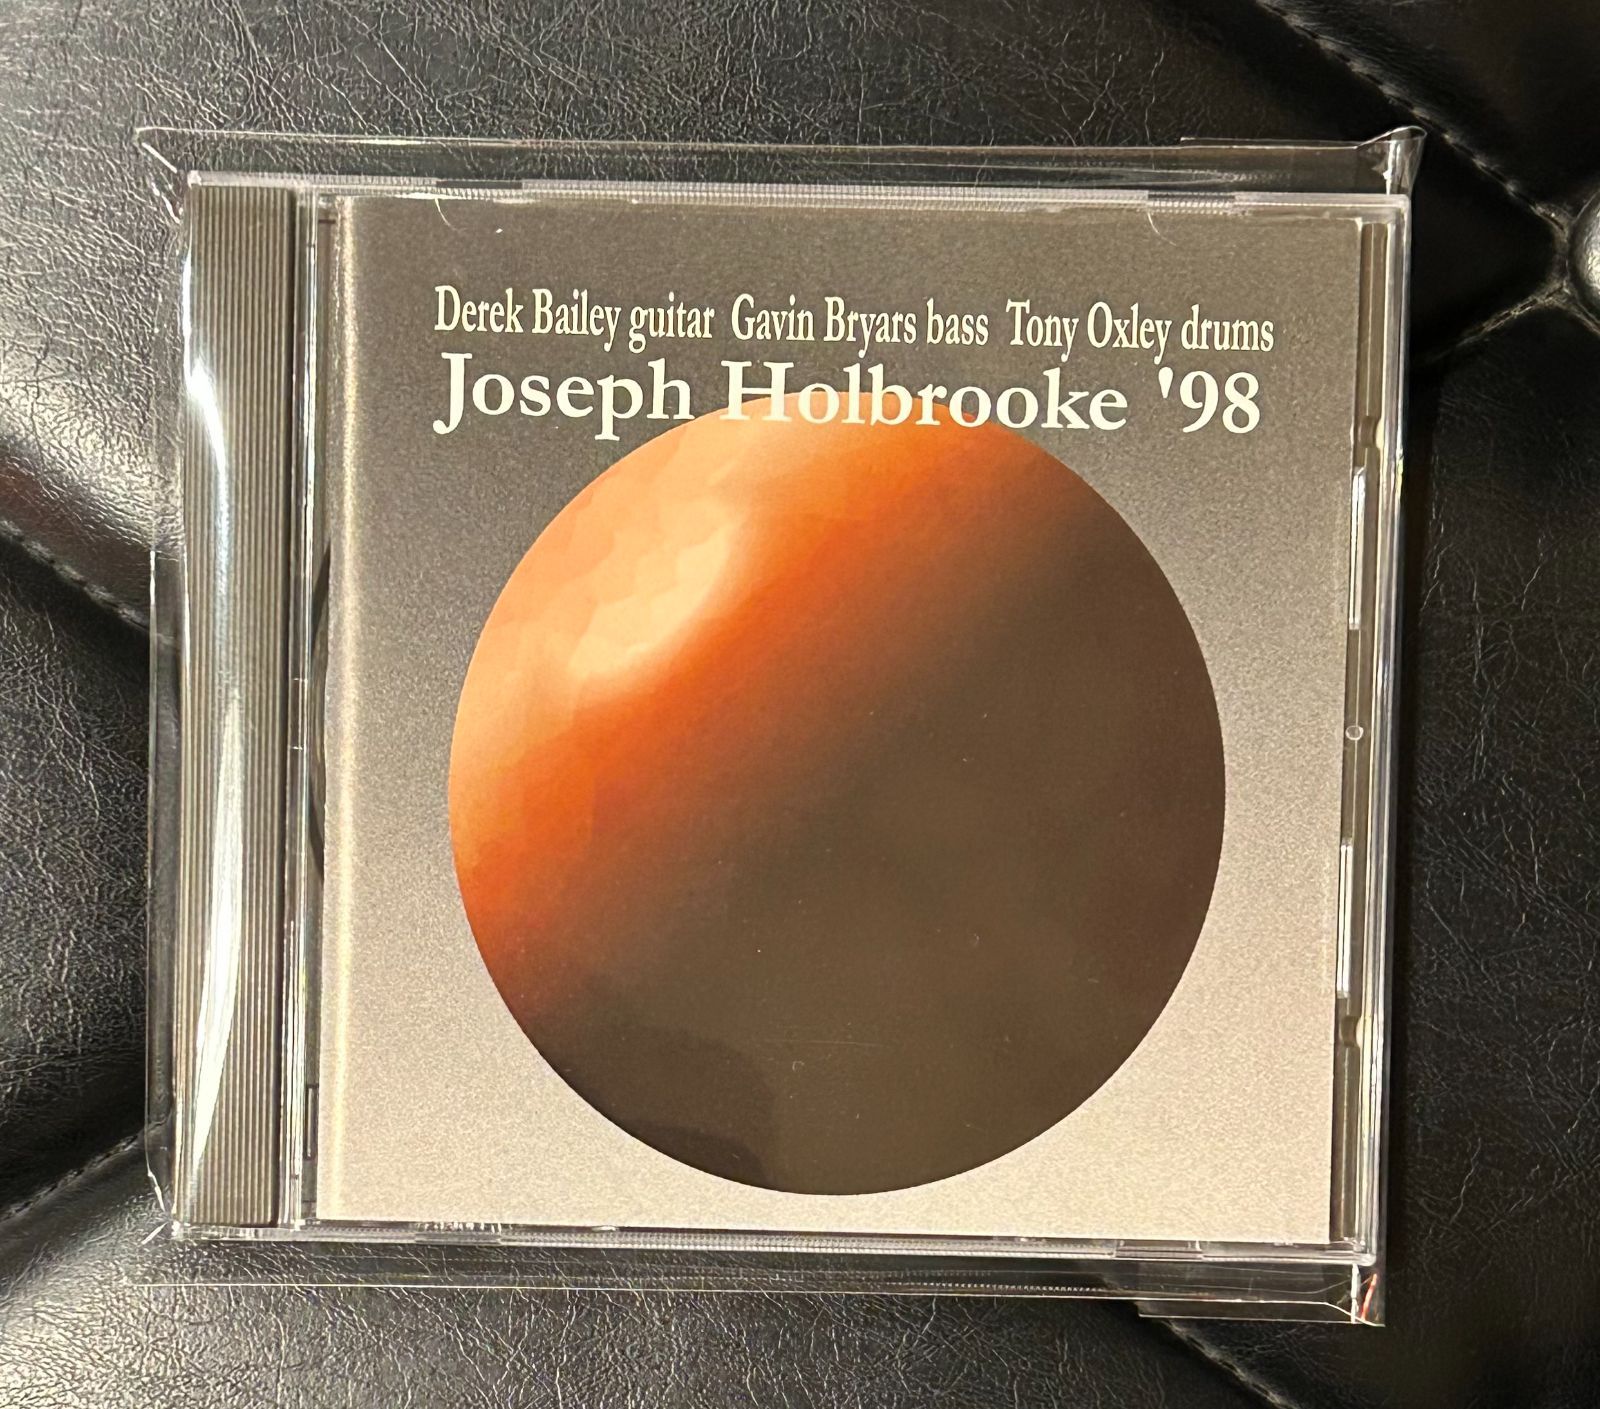 Derek Bailey guitar Gavin Bryars bass Tony Oxley drums
Joseph Holbrooke '98